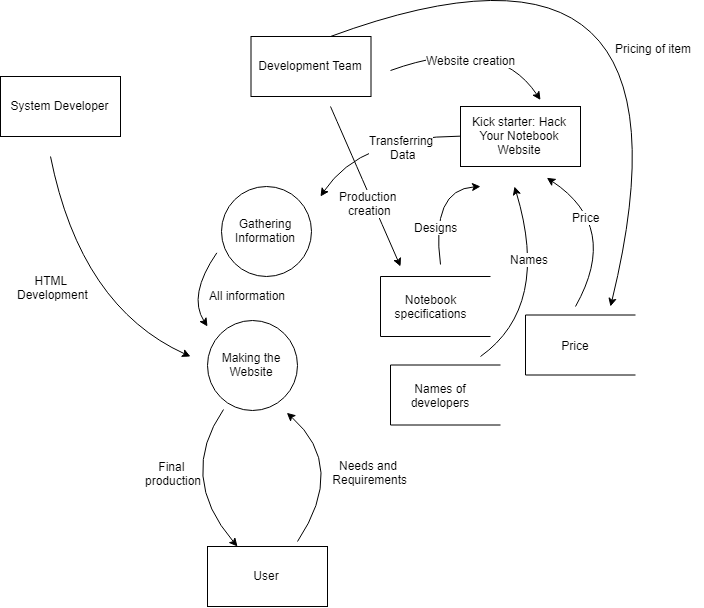 Pricing of item
Development Team
Website creation
System Developer
Kick starter: Hack
Your Notebook
Website
Transferring
Data
Production
creation
Gathering
Information
Designs
Price
Names
HTML
Development
All information
Notebook
specifications
Price
Making the
Website
Names of
developers
Final
production
Needs and
Requirements
User